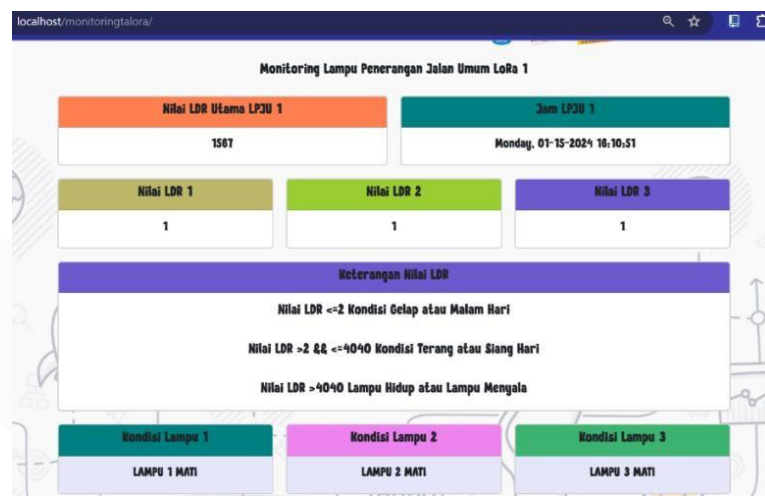 localhost/monitoringtalora/
Monitoring Lampu Penerangan Jalan Umum LoRa 1
Nilai LDR Utama LPJU 1
Jam LPJU 1
1567
Monday, 01-15-2024 16:10:51
Nilai LDR 1
Nilai LDR 2
Nilai LDR 3
1
1
1
Keterangan Nilai LDR
Nilai LDR <=2 Kondisi Gelap atau Malam Hari
Nilai LDR >2 && <=4040 Kondisi Terang atau Siang Hari
Nilai LDR >4040 Lampu Hidup atau Lampu Menyala
Kondisi Lampu 1
Kondisi Lampu 2
Kondisi Lampu 3
LAMPU 1 MATI
LAMPU 2 MATI
LAMPU 3 MATI